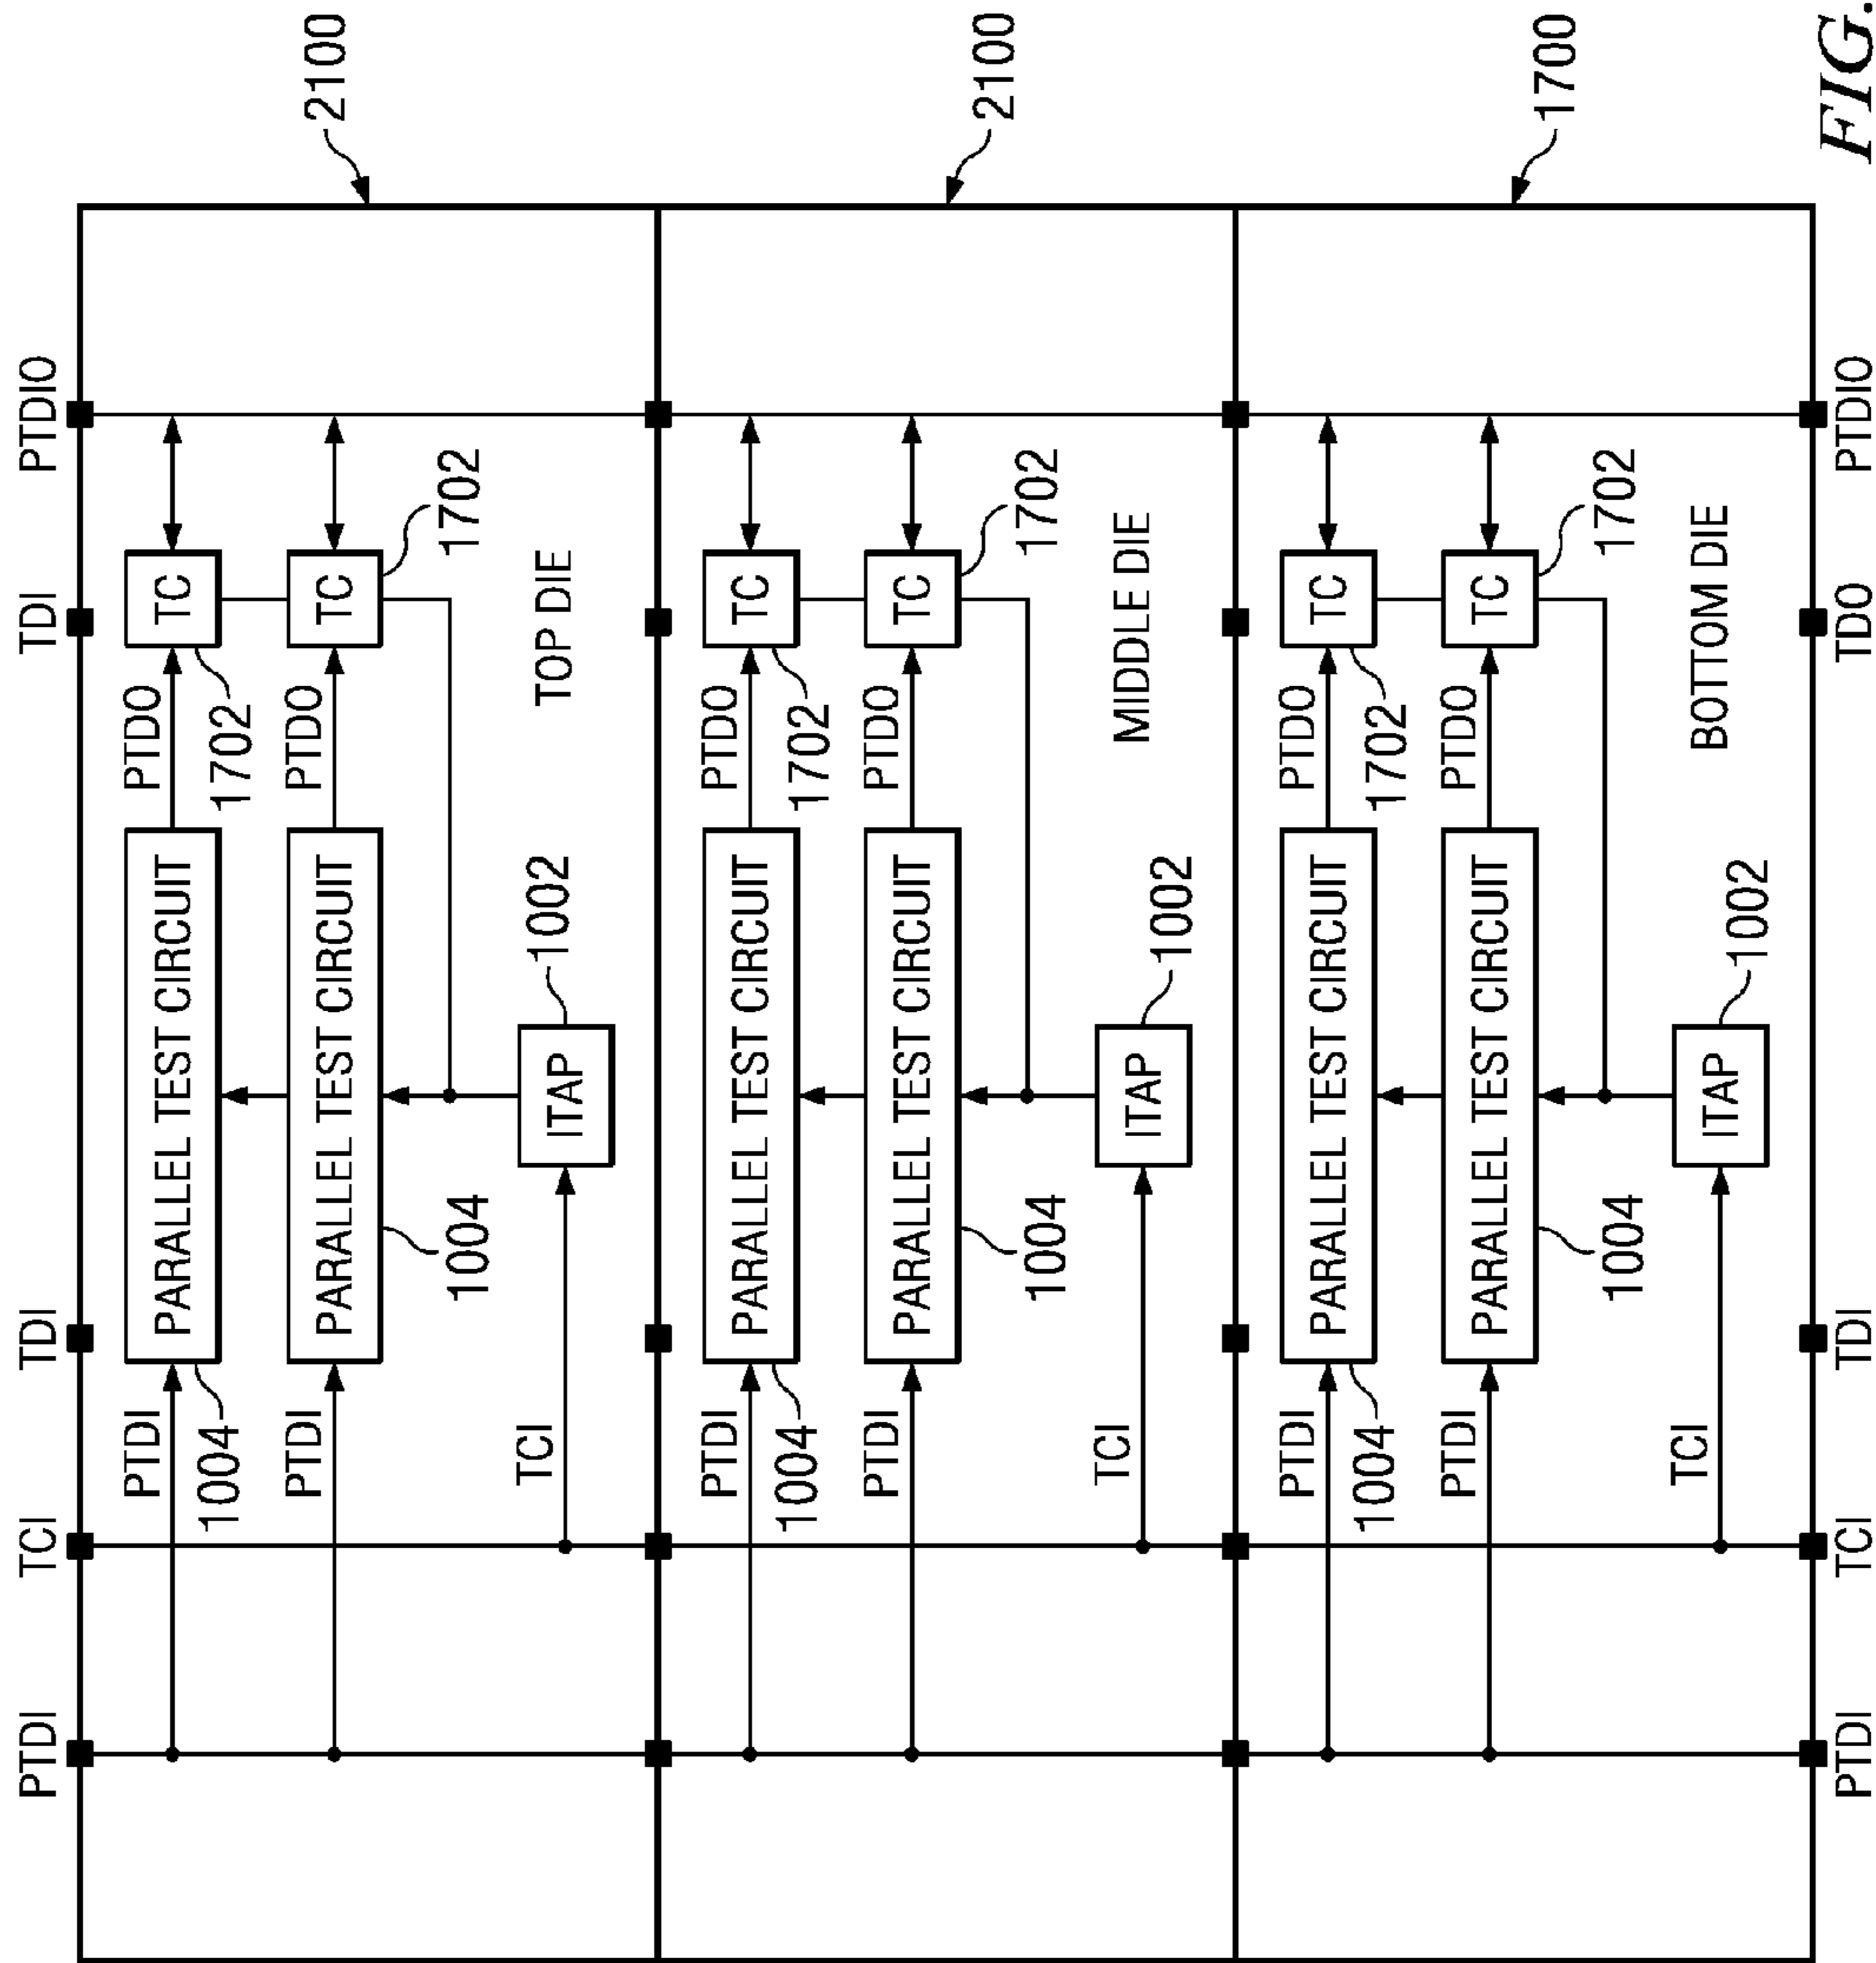 PTDI
TCI
TDI
TDI
PTDIO
PTDI
PARALLEL TEST CIRCUIT
PTDO
TC
1004
1702
PTDI
PARALLEL TEST CIRCUIT
PTDO
TC
2100
1004
1702
TCI
ITAP
1002
TOP DIE
PTDI
PARALLEL TEST CIRCUIT
PTDO
TC
1004
1702
PTDI
PARALLEL TEST CIRCUIT
PTDO
TC
2100
1004
1702
TCI
ITAP
1002
MIDDLE DIE
PTDI
PARALLEL TEST CIRCUIT
PTDO
TC
1004
1702
PTDI
PARALLEL TEST CIRCUIT
PTDO
TC
1700
1004
1702
TCI
ITAP
1002
BOTTOM DIE
PTDI
TCI
TDI
TDO
PTDIO
FIG.